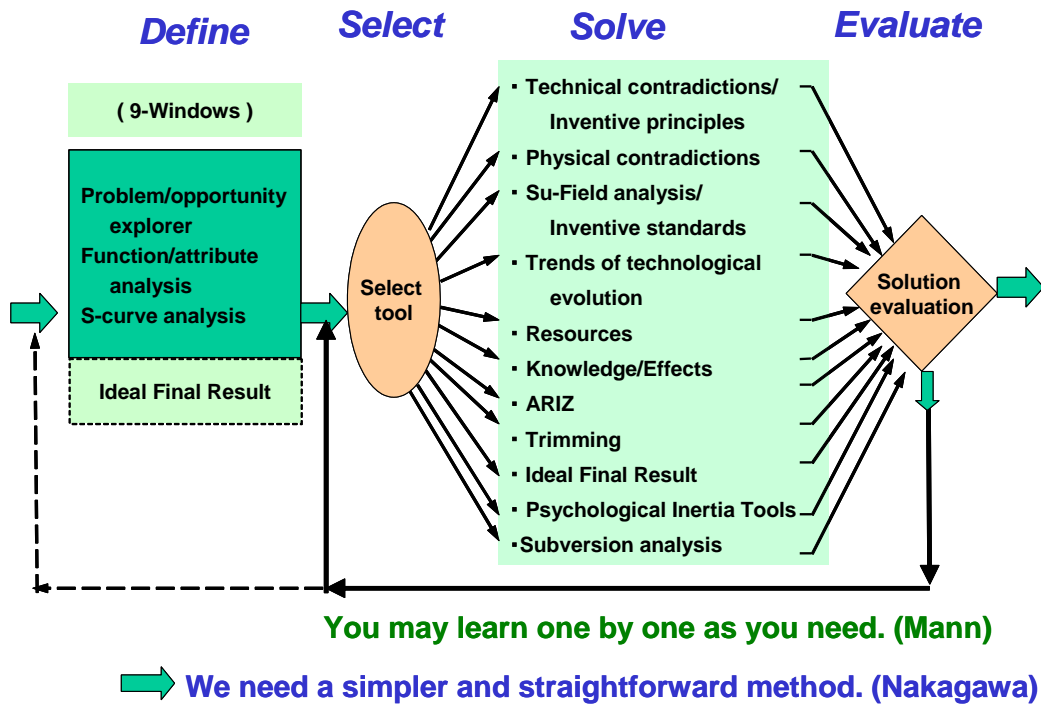 Define
Select
Solve
Evaluate
( 9-Windows )
Problem/opportunity
explorer
Function/attribute
analysis
S-curve analysis
Ideal Final Result
Select
tool
· Technical contradictions/
Inventive principles
· Physical contradictions
· Su-Field analysis/
Inventive standards
· Trends of technological
evolution
· Resources
· Knowledge/Effects
· ARIZ
· Trimming
· Ideal Final Result
· Psychological Inertia Tools
·Subversion analysis
Solution
evaluation
You may learn one by one as you need. (Mann)
We need a simpler and straightforward method. (Nakagawa)